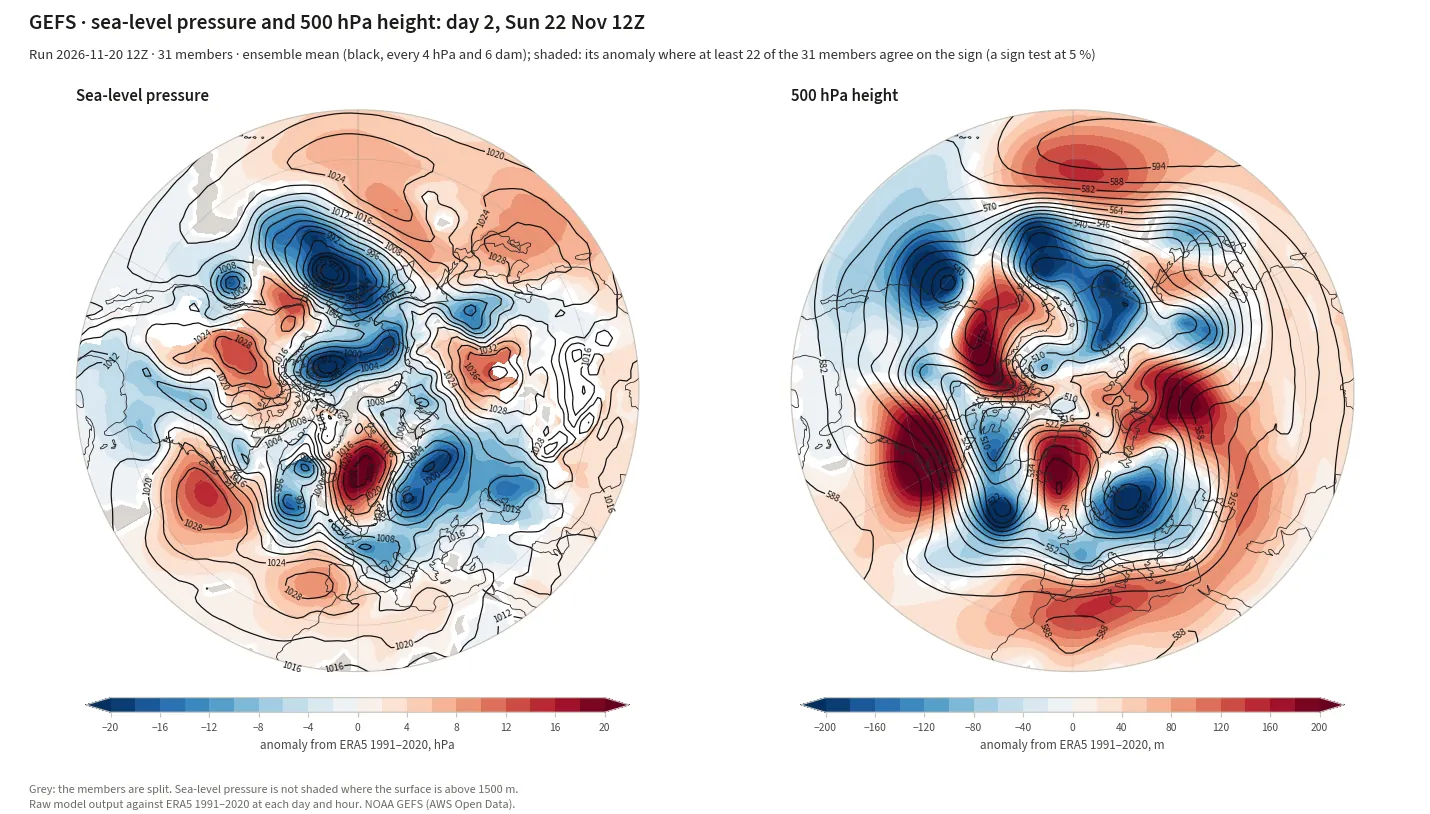 GEFS · sea-level pressure and 500 hPa height: day 2, Sun 22 Nov 12Z
Run 2026-11-20 12Z · 31 members · ensemble mean (black, every 4 hPa and 6 dam); shaded: its anomaly where at least 22 of the 31 members agree on the sign (a sign test at 5 %)
Sea-level pressure
500 hPa height
−20 −16 −12 −8 −4 0 4 8 12 16 20
anomaly from ERA5 1991–2020, hPa
−200 −160 −120 −80 −40 0 40 80 120 160 200
anomaly from ERA5 1991–2020, m
Grey: the members are split. Sea-level pressure is not shaded where the surface is above 1500 m.
Raw model output against ERA5 1991–2020 at each day and hour. NOAA GEFS (AWS Open Data).